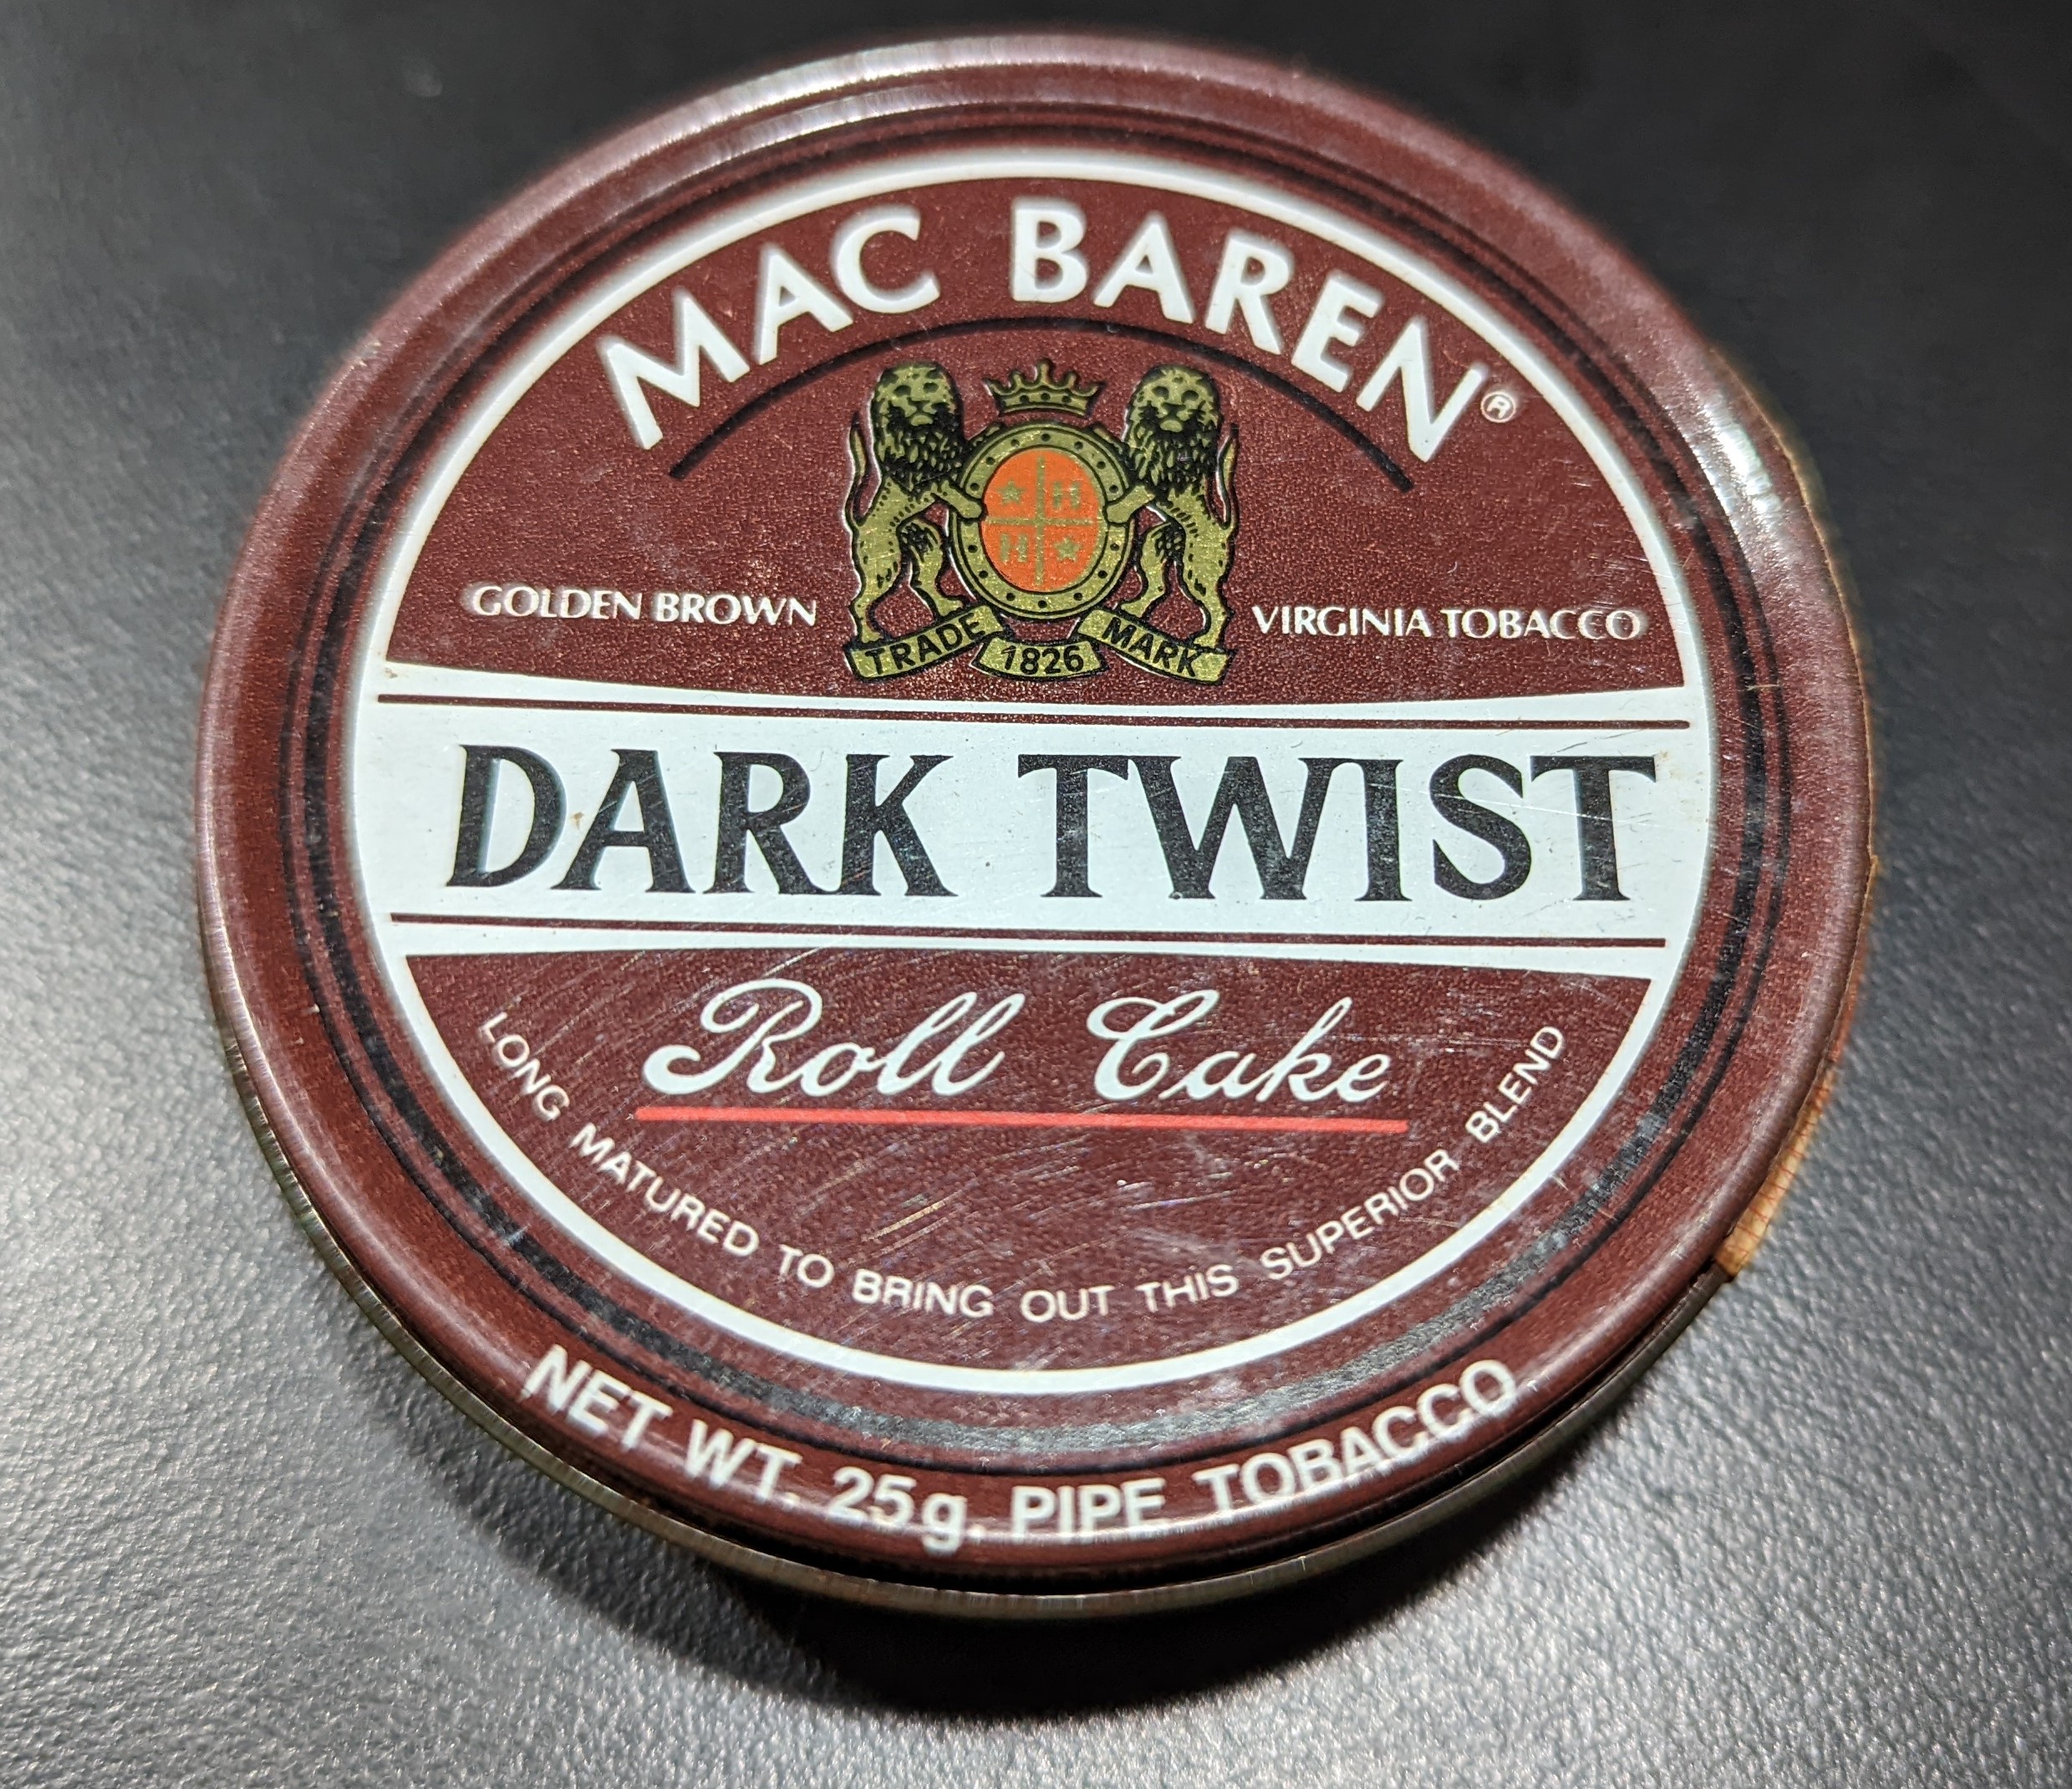 MAC BAREN®
H
H
GOLDEN BROWN
VIRGINIA TOBACCO
TRADE 1826 MARK
DARK TWIST
Roll Cake
LONG MATURED TO BRING OUT THIS SUPERIOR BLEND
NET WT. 25g. PIPE TOBACCO